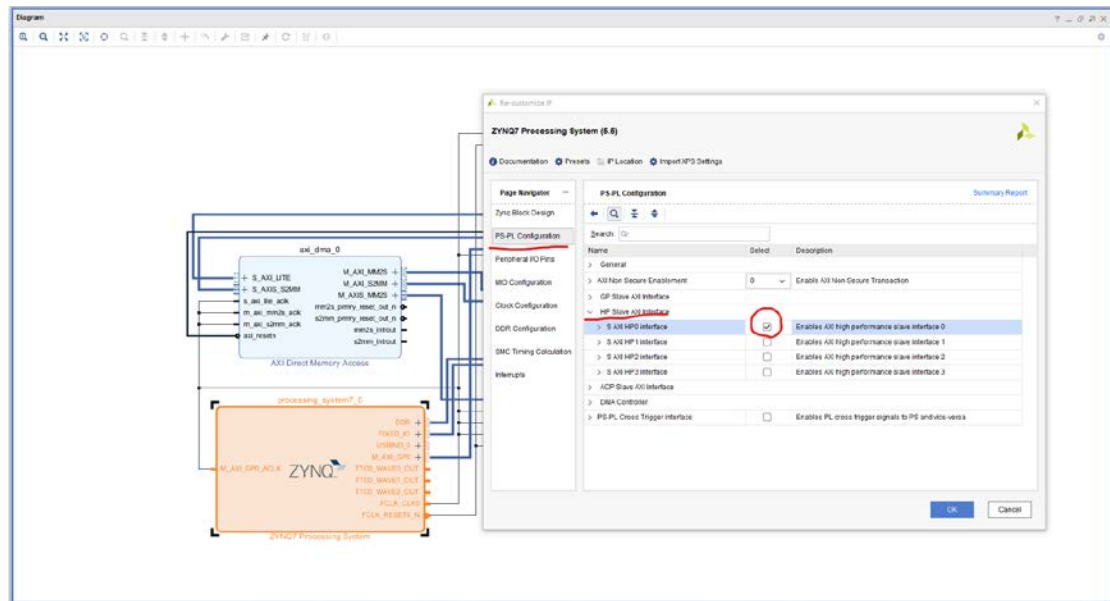 Diagram
Re-customize IP
ZYNQ7 Processing System (5.5)
Documentation Presets IP Location Import XPS Settings
Page Navigator
PS-PL Configuration
Summary Report
Zynq Block Design
PS-PL Configuration
Peripheral I/O Pins
MIO Configuration
Clock Configuration
DDR Configuration
SMC Timing Calculation
Interrupts
Search:
Name Select Description
General
AXI Non Secure Enablement 0 Enable AXI Non Secure Transaction
GP Slave AXI Interface
HP Slave AXI Interface
S AXI HP0 interface Enables AXI high performance slave interface 0
S AXI HP1 interface Enables AXI high performance slave interface 1
S AXI HP2 interface Enables AXI high performance slave interface 2
S AXI HP3 interface Enables AXI high performance slave interface 3
ACP Slave AXI Interface
DMA Controller
PS-PL Cross Trigger interface Enables PL cross trigger signals to PS and vice-versa
OK Cancel
axi_dma_0
S_AXI_LITE
S_AXIS_S2MM
s_axi_lite_aclk
m_axi_mm2s_aclk
m_axi_s2mm_aclk
axi_resetn
M_AXI_MM2S
M_AXI_S2MM
M_AXIS_MM2S
mm2s_prmry_reset_out_n
s2mm_prmry_reset_out_n
mm2s_introut
s2mm_introut
AXI Direct Memory Access
processing_system7_0
M_AXI_GP0_ACLK
ZYNQ
DDR
FIXED_IO
USBIND_0
M_AXI_GP0
TTC0_WAVE0_OUT
TTC0_WAVE1_OUT
TTC0_WAVE2_OUT
FCLK_CLK0
FCLK_RESET0_N
ZYNQ7 Processing System